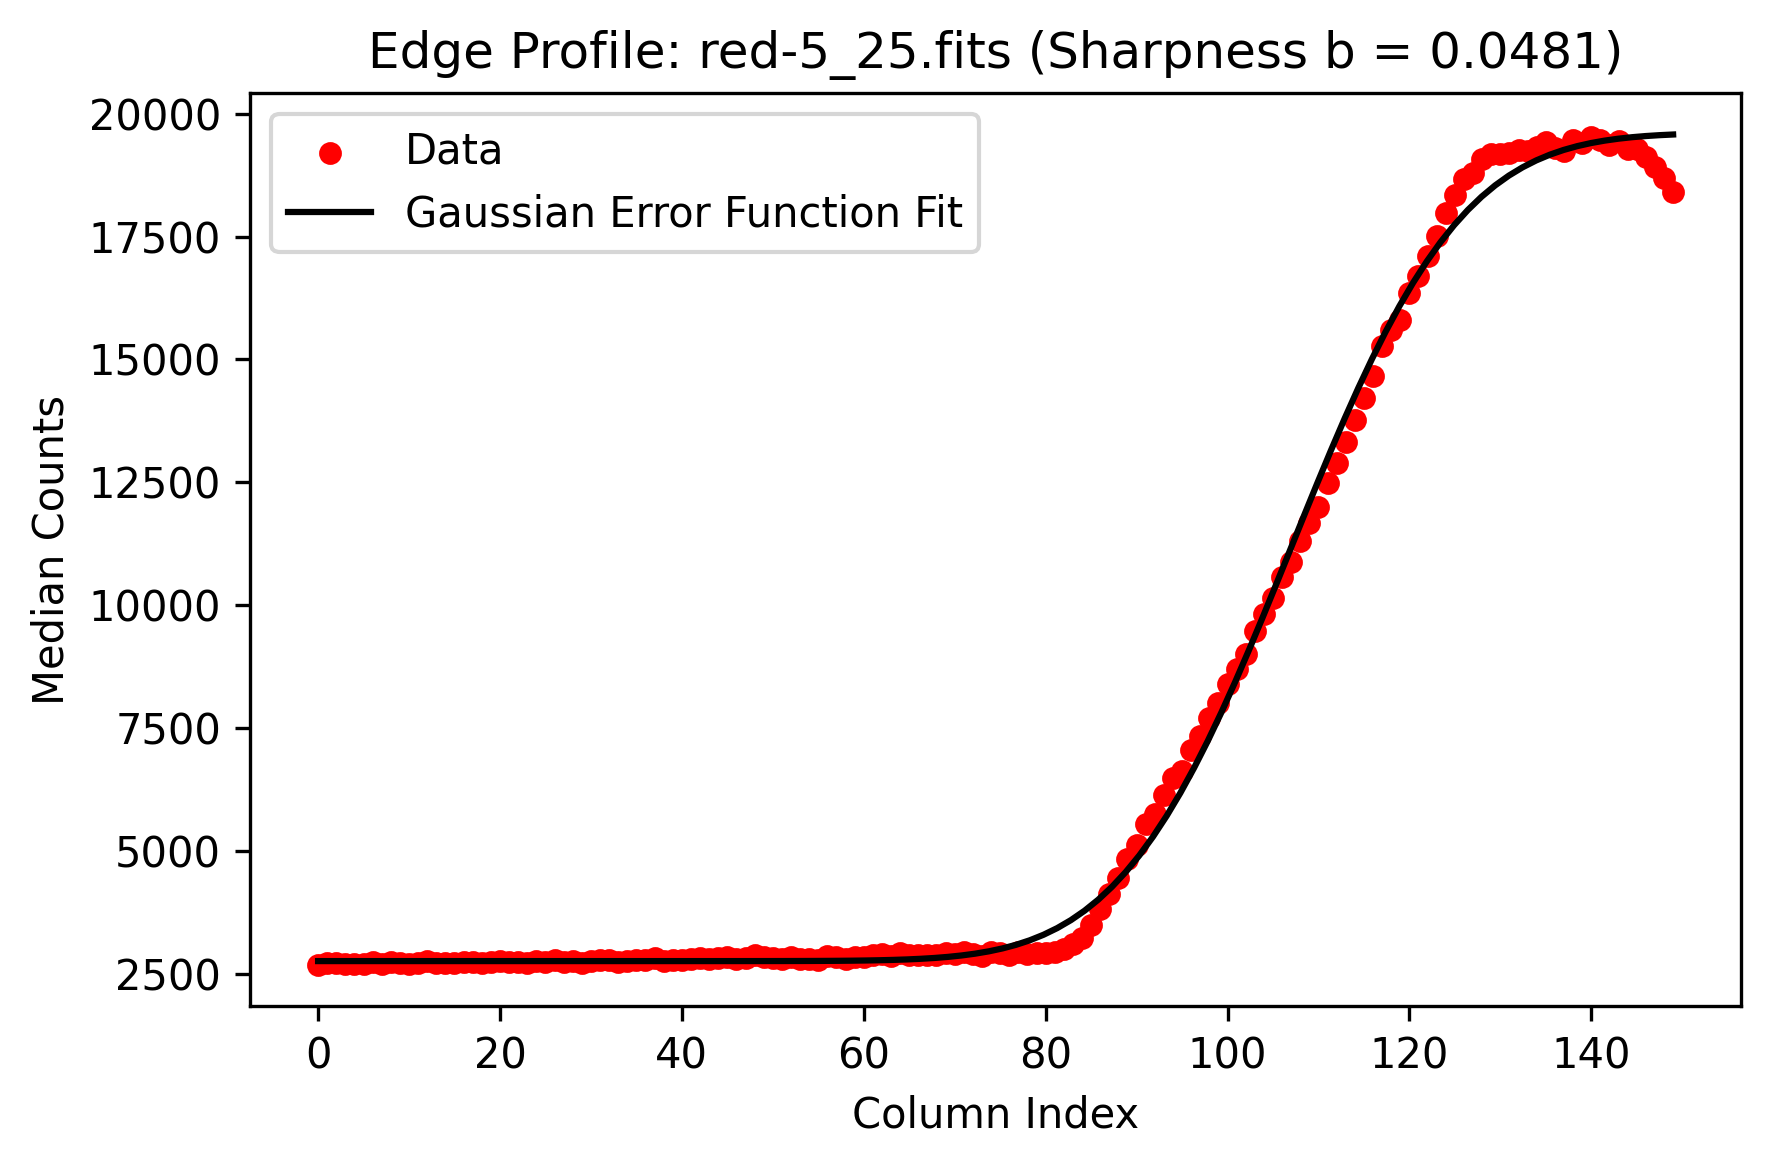 Edge Profile: red-5_25.fits (Sharpness b = 0.0481)
Data
Gaussian Error Function Fit
Median Counts
20000
17500
15000
12500
10000
7500
5000
2500
0 20 40 60 80 100 120 140
Column Index